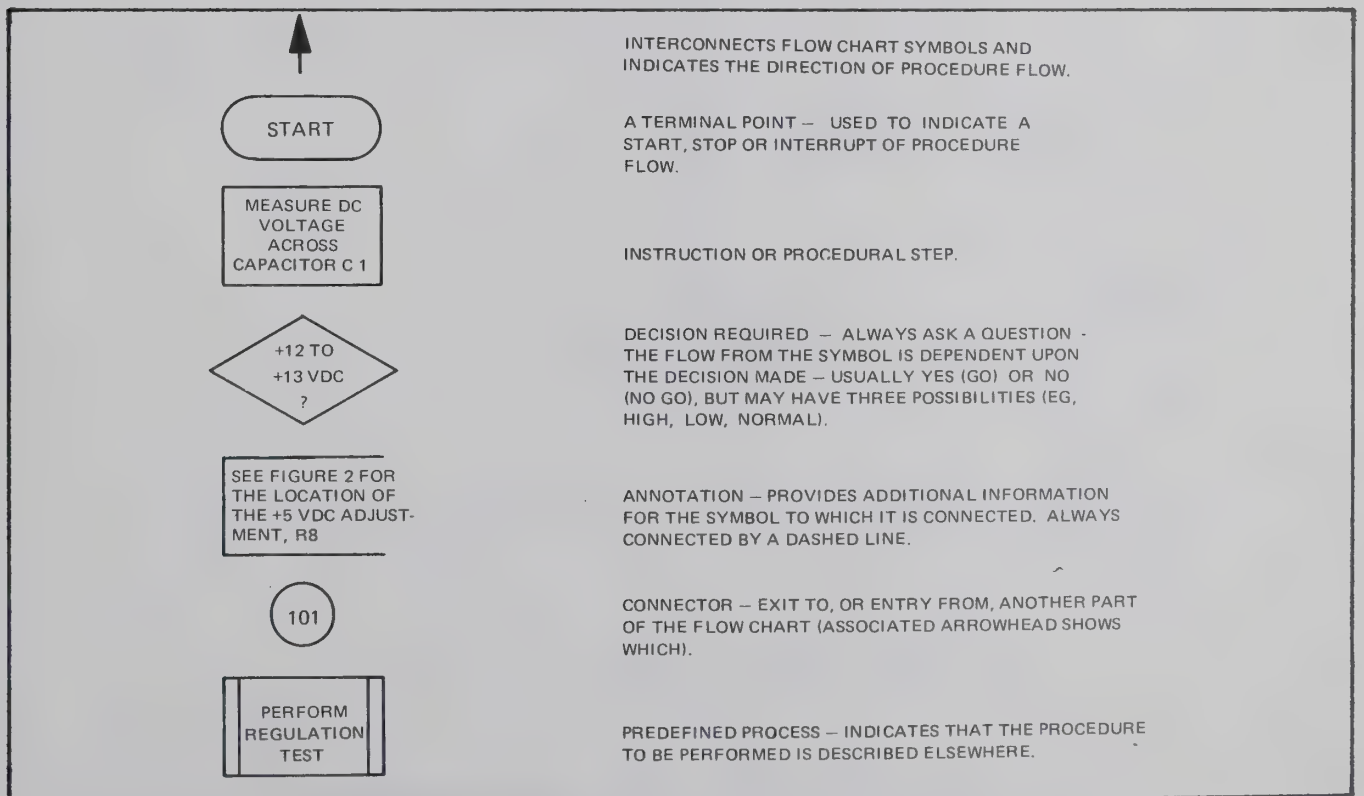 INTERCONNECTS FLOW CHART SYMBOLS AND
INDICATES THE DIRECTION OF PROCEDURE FLOW.
START
A TERMINAL POINT — USED TO INDICATE A
START, STOP OR INTERRUPT OF PROCEDURE
FLOW.
MEASURE DC
VOLTAGE
ACROSS
CAPACITOR C 1
INSTRUCTION OR PROCEDURAL STEP.
+12 TO
+13 VDC
?
DECISION REQUIRED — ALWAYS ASK A QUESTION -
THE FLOW FROM THE SYMBOL IS DEPENDENT UPON
THE DECISION MADE — USUALLY YES (GO) OR NO
(NO GO), BUT MAY HAVE THREE POSSIBILITIES (EG,
HIGH, LOW, NORMAL).
SEE FIGURE 2 FOR
THE LOCATION OF
THE +5 VDC ADJUST-
MENT, R8
ANNOTATION — PROVIDES ADDITIONAL INFORMATION
FOR THE SYMBOL TO WHICH IT IS CONNECTED. ALWAYS
CONNECTED BY A DASHED LINE.
101
CONNECTOR — EXIT TO, OR ENTRY FROM, ANOTHER PART
OF THE FLOW CHART (ASSOCIATED ARROWHEAD SHOWS
WHICH).
PERFORM
REGULATION
TEST
PREDEFINED PROCESS — INDICATES THAT THE PROCEDURE
TO BE PERFORMED IS DESCRIBED ELSEWHERE.